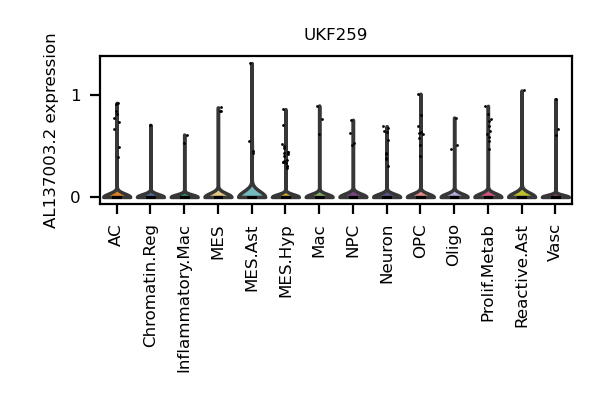 UKF259
AL137003.2 expression
1
0
AC
Chromatin.Reg
Inflammatory.Mac
MES
MES.Ast
MES.Hyp
Mac
NPC
Neuron
OPC
Oligo
Prolif.Metab
Reactive.Ast
Vasc